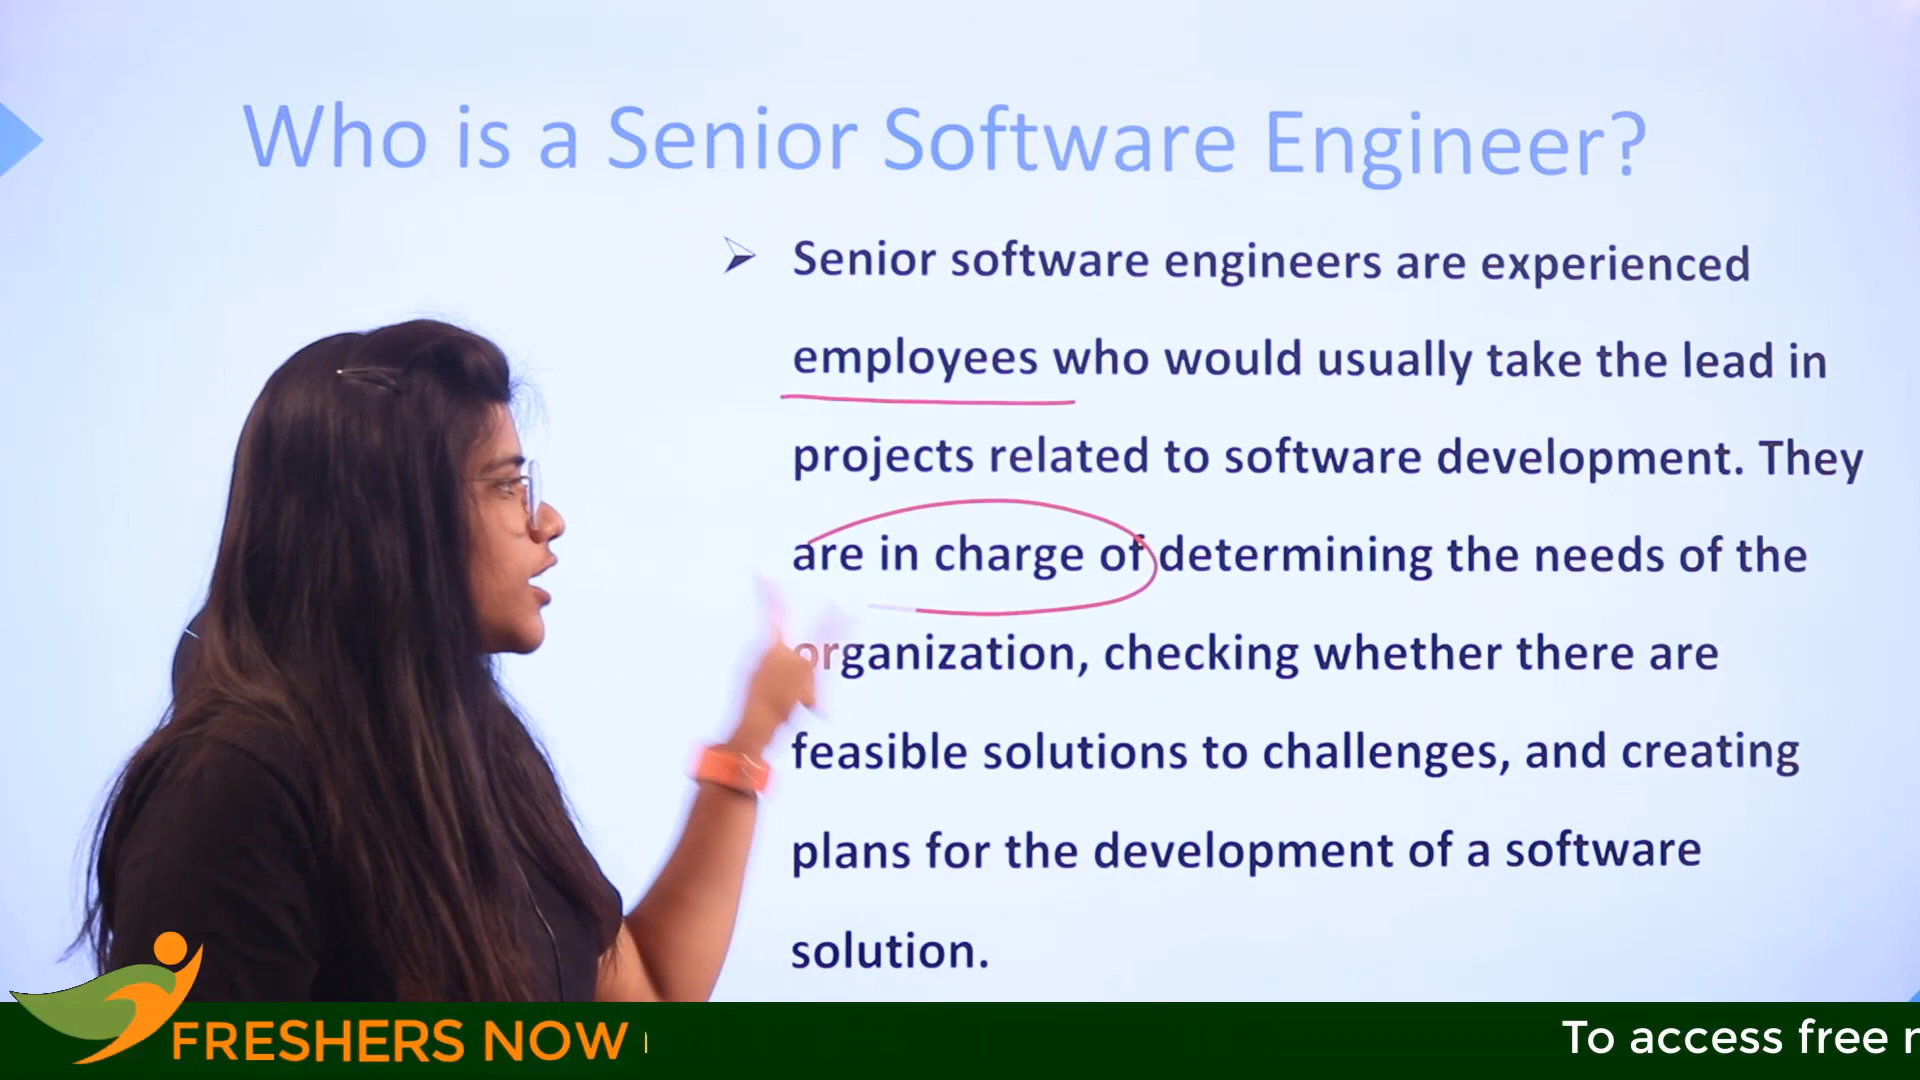 Who is a Senior Software Engineer?
Senior software engineers are experienced
employees who would usually take the lead in
projects related to software development. They
are in charge of determining the needs of the
organization, checking whether there are
feasible solutions to challenges, and creating
plans for the development of a software
solution.
FRESHERS NOW
To access free